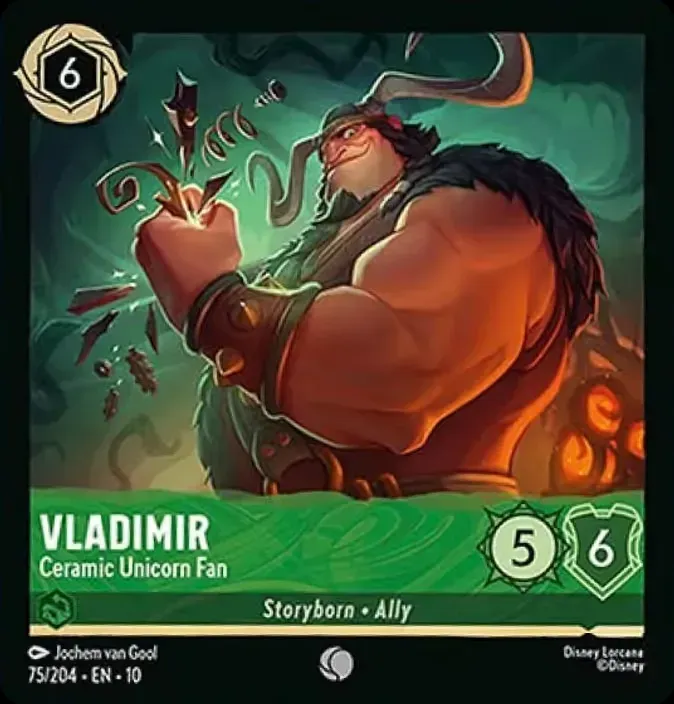 6
VLADIMIR
Ceramic Unicorn Fan
5
6
Storyborn • Ally
Jochem van Gool
75/204 • EN • 10
Disney Lorcana
©Disney